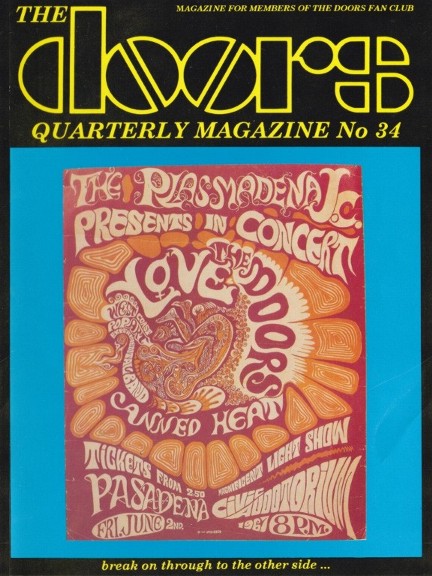 MAGAZINE FOR MEMBERS OF THE DOORS FAN CLUB
THE
doors
QUARTERLY MAGAZINE No 34
THE PLASMADENA J.C.
PRESENTS IN CONCERT
LOVE
THE DOORS
CANNED HEAT
TICKETS FROM 2.50
MAGNIFICENT LIGHT SHOW
PASADENA
CIVIC AUDITORIUM
FRI. JUNE 2ND. 1967 8 P.M.
break on through to the other side ...